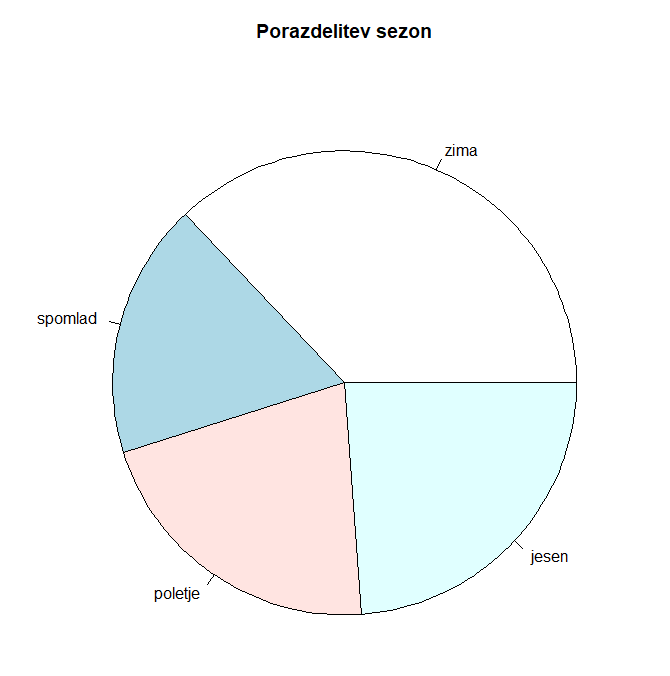 Porazdelitev sezon
zima
spomlad
poletje
jesen